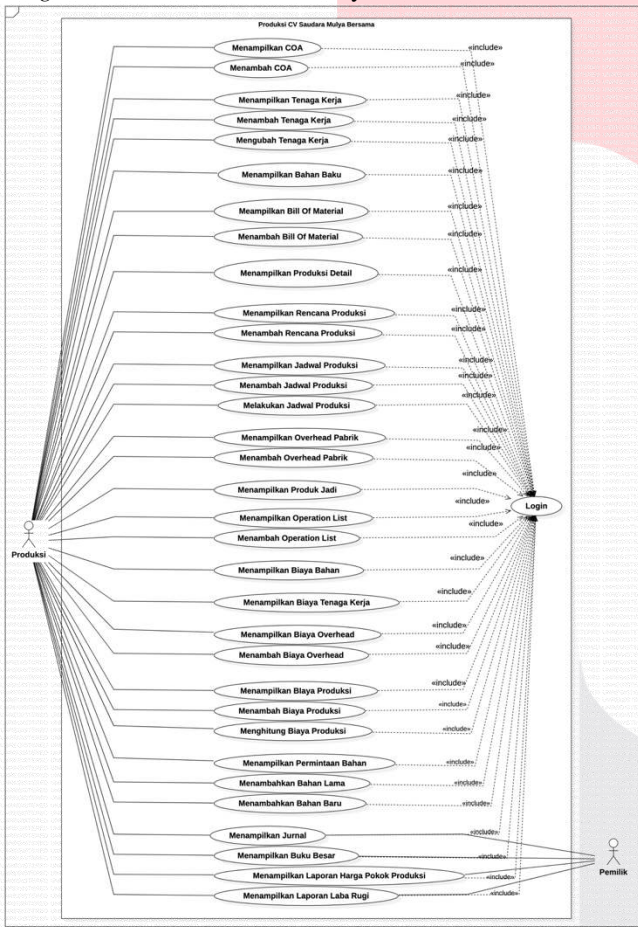 Produksi CV Saudara Mulya Bersama
Menampilkan COA
«include»
Menambah COA
«include»
Menampilkan Tenaga Kerja
«include»
Menambah Tenaga Kerja
«include»
Mengubah Tenaga Kerja
«include»
Menampilkan Bahan Baku
«include»
Meampilkan Bill Of Material
«include»
Menambah Bill Of Material
«include»
Menampilkan Produksi Detail
«include»
Menampilkan Rencana Produksi
«include»
Menambah Rencana Produksi
«include»
Menampilkan Jadwal Produksi
«include»
Menambah Jadwal Produksi
«include»
Melakukan Jadwal Produksi
«include»
Menampilkan Overhead Pabrik
«include»
Menambah Overhead Pabrik
«include»
Menampilkan Produk Jadi
«include»
Login
Menampilkan Operation List
«include»
Menambah Operation List
«include»
Produksi
Menampilkan Biaya Bahan
«include»
Menampilkan Biaya Tenaga Kerja
«include»
Menampilkan Biaya Overhead
«include»
Menambah Biaya Overhead
«include»
Menampilkan BIaya Produksi
«include»
Menambah Biaya Produksi
«include»
Menghitung Biaya Produksi
«include»
Menampilkan Permintaan Bahan
«include»
Menambahkan Bahan Lama
«include»
Menambahkan Bahan Baru
«include»
Menampilkan Jurnal
«include»
Menampilkan Buku Besar
«include»
Pemilik
Menampilkan Laporan Harga Pokok Produksi
«include»
Menampilkan Laporan Laba Rugi
«include»